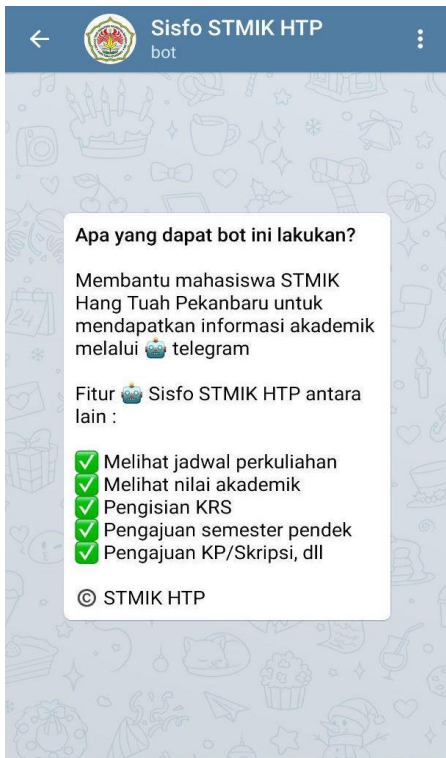 Sisfo STMIK HTP
bot
Apa yang dapat bot ini lakukan?
Membantu mahasiswa STMIK
Hang Tuah Pekanbaru untuk
mendapatkan informasi akademik
melalui 🤖 telegram
Fitur 🤖 Sisfo STMIK HTP antara
lain :
✅ Melihat jadwal perkuliahan
✅ Melihat nilai akademik
✅ Pengisian KRS
✅ Pengajuan semester pendek
✅ Pengajuan KP/Skripsi, dll
© STMIK HTP
24